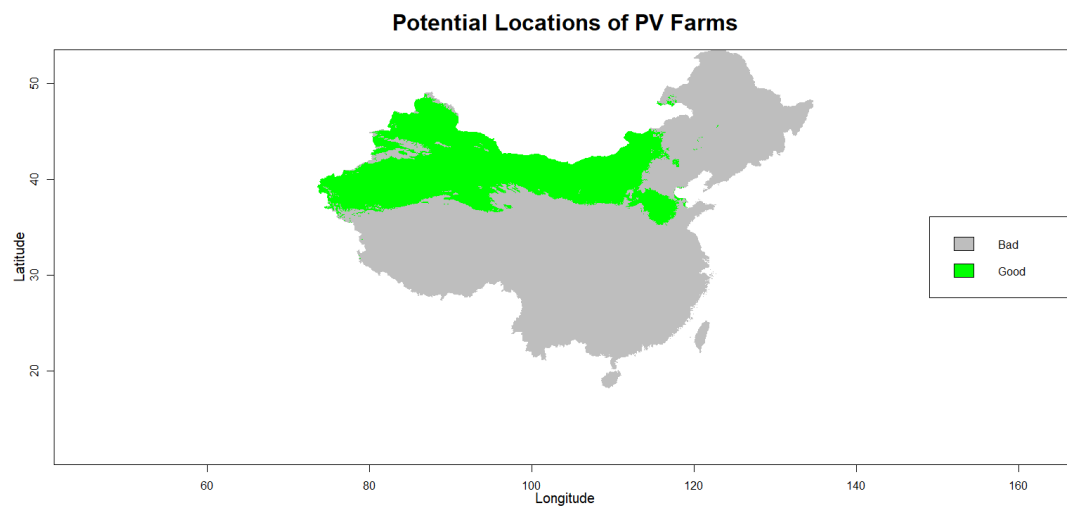 Potential Locations of PV Farms
50
40
30
20
Latitude
Bad
Good
60 80 100 120 140 160
Longitude